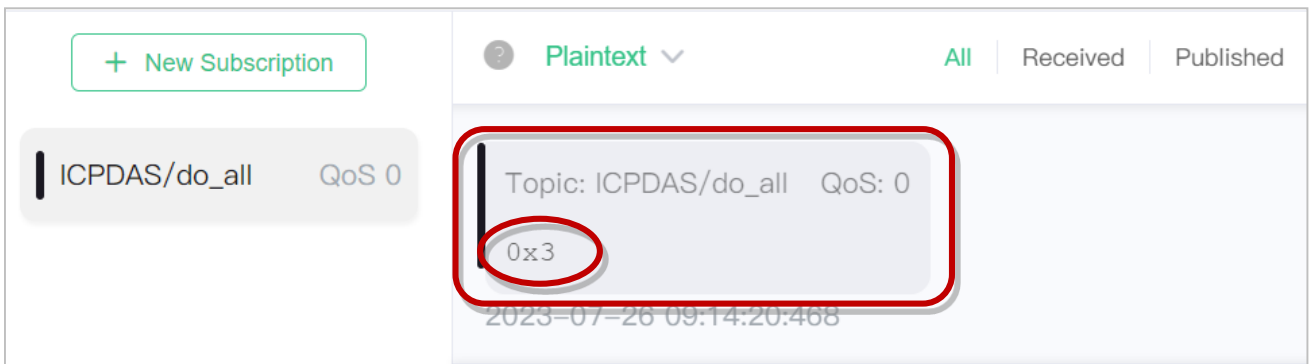 + New Subscription
? Plaintext
All Received Published
ICPDAS/do_all QoS 0
Topic: ICPDAS/do_all QoS: 0
0x3
2023-07-26 09:14:20:468